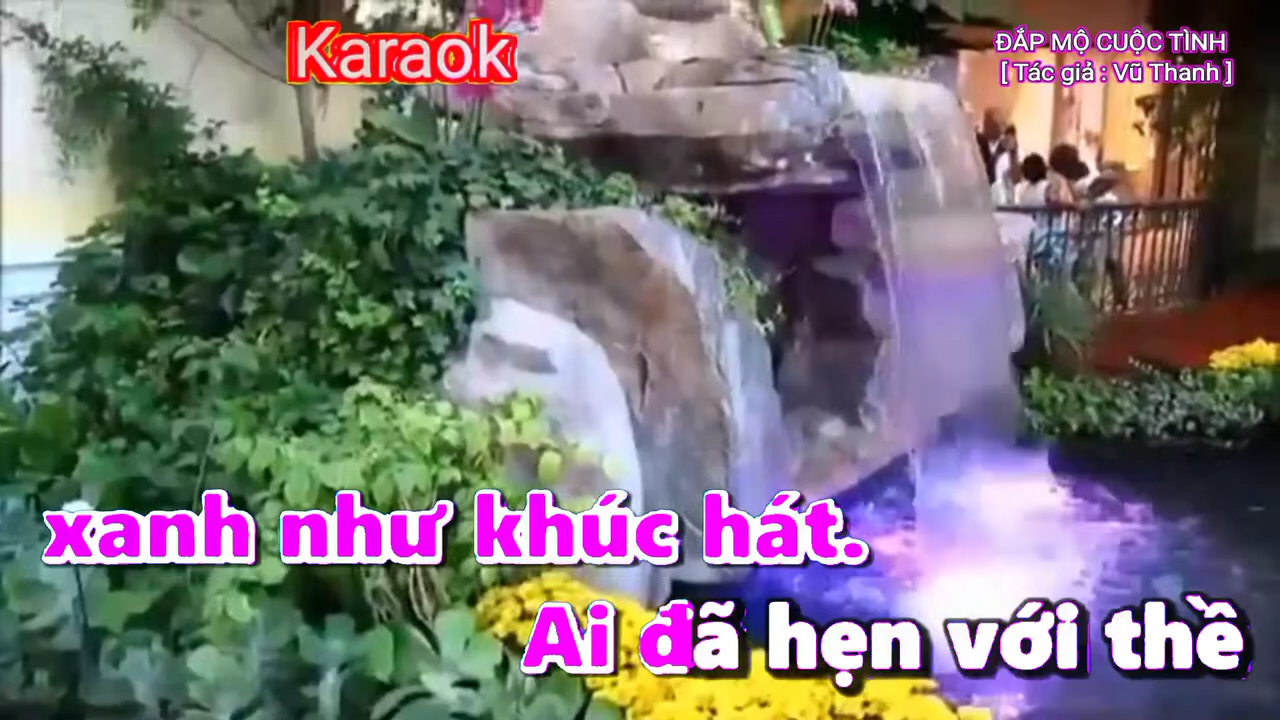 Karaok
ĐẮP MỘ CUỘC TÌNH
[ Tác giả : Vũ Thanh ]
xanh như khúc hát.
Ai đã hẹn với thề